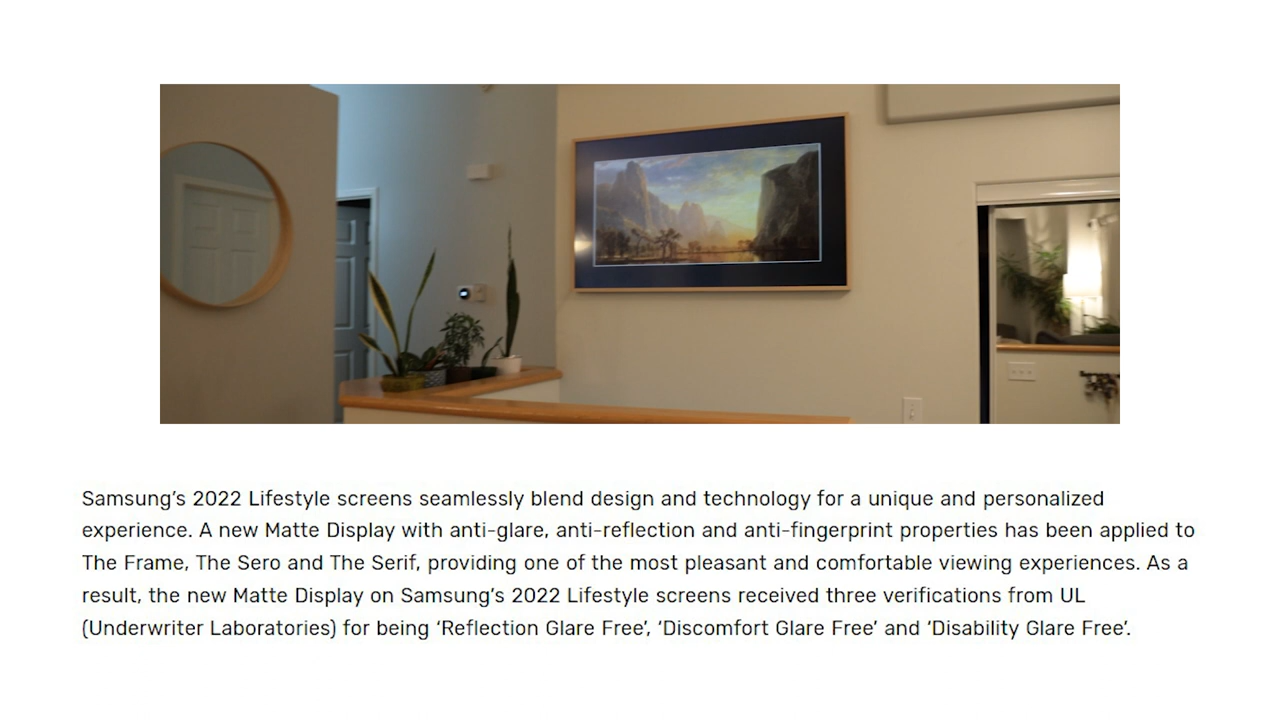 Samsung’s 2022 Lifestyle screens seamlessly blend design and technology for a unique and personalized
experience. A new Matte Display with anti-glare, anti-reflection and anti-fingerprint properties has been applied to
The Frame, The Sero and The Serif, providing one of the most pleasant and comfortable viewing experiences. As a
result, the new Matte Display on Samsung’s 2022 Lifestyle screens received three verifications from UL
(Underwriter Laboratories) for being ‘Reflection Glare Free’, ‘Discomfort Glare Free’ and ‘Disability Glare Free’.